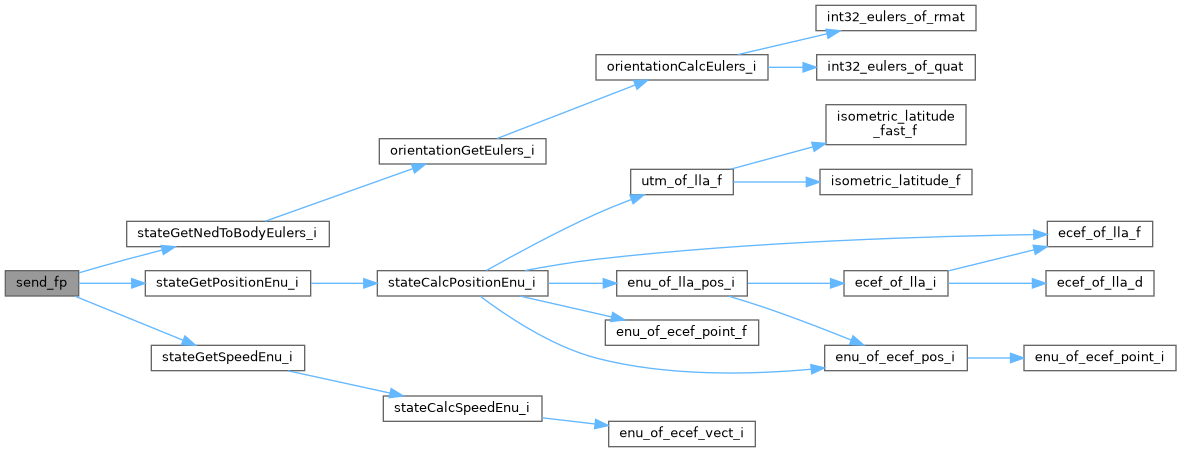 int32_eulers_of_rmat
orientationCalcEulers_i
int32_eulers_of_quat
isometric_latitude
_fast_f
orientationGetEulers_i
utm_of_lla_f
isometric_latitude_f
stateGetNedToBodyEulers_i
ecef_of_lla_f
send_fp
stateGetPositionEnu_i
stateCalcPositionEnu_i
enu_of_lla_pos_i
ecef_of_lla_i
ecef_of_lla_d
enu_of_ecef_point_f
stateGetSpeedEnu_i
enu_of_ecef_pos_i
enu_of_ecef_point_i
stateCalcSpeedEnu_i
enu_of_ecef_vect_i